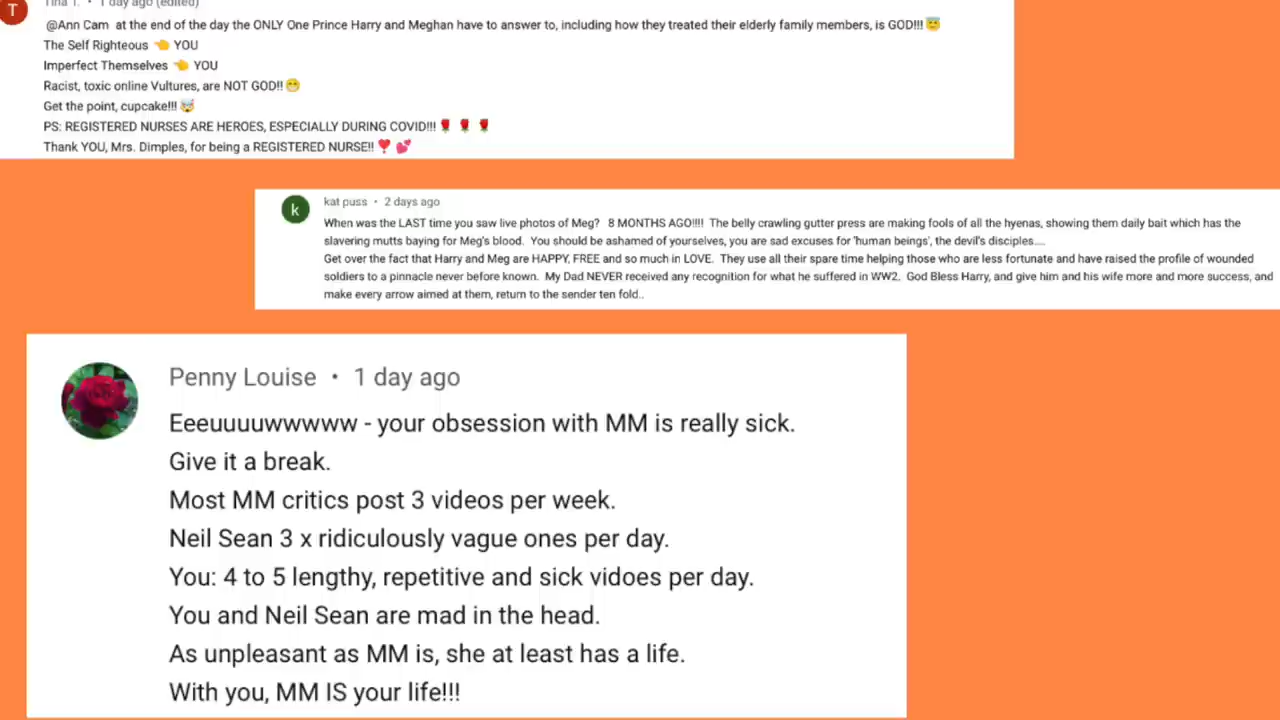 T
Tina T. • 1 day ago (edited)
@Ann Cam at the end of the day the ONLY One Prince Harry and Meghan have to answer to, including how they treated their elderly family members, is GOD!!! 😇
The Self Righteous 👈 YOU
Imperfect Themselves 👈 YOU
Racist, toxic online Vultures, are NOT GOD!! 😁
Get the point, cupcake!!! 🤯
PS: REGISTERED NURSES ARE HEROES, ESPECIALLY DURING COVID!!! 🌹 🌹 🌹
Thank YOU, Mrs. Dimples, for being a REGISTERED NURSE!! ❣️ 💕
k
kat puss • 2 days ago
When was the LAST time you saw live photos of Meg? 8 MONTHS AGO!!!! The belly crawling gutter press are making fools of all the hyenas, showing them daily bait which has the
slavering mutts baying for Meg's blood. You should be ashamed of yourselves, you are sad excuses for 'human beings', the devil's disciples....
Get over the fact that Harry and Meg are HAPPY, FREE and so much in LOVE. They use all their spare time helping those who are less fortunate and have raised the profile of wounded
soldiers to a pinnacle never before known. My Dad NEVER received any recognition for what he suffered in WW2. God Bless Harry, and give him and his wife more and more success, and
make every arrow aimed at them, return to the sender ten fold..
Penny Louise • 1 day ago
Eeeuuuuwwwww - your obsession with MM is really sick.
Give it a break.
Most MM critics post 3 videos per week.
Neil Sean 3 x ridiculously vague ones per day.
You: 4 to 5 lengthy, repetitive and sick vidoes per day.
You and Neil Sean are mad in the head.
As unpleasant as MM is, she at least has a life.
With you, MM IS your life!!!